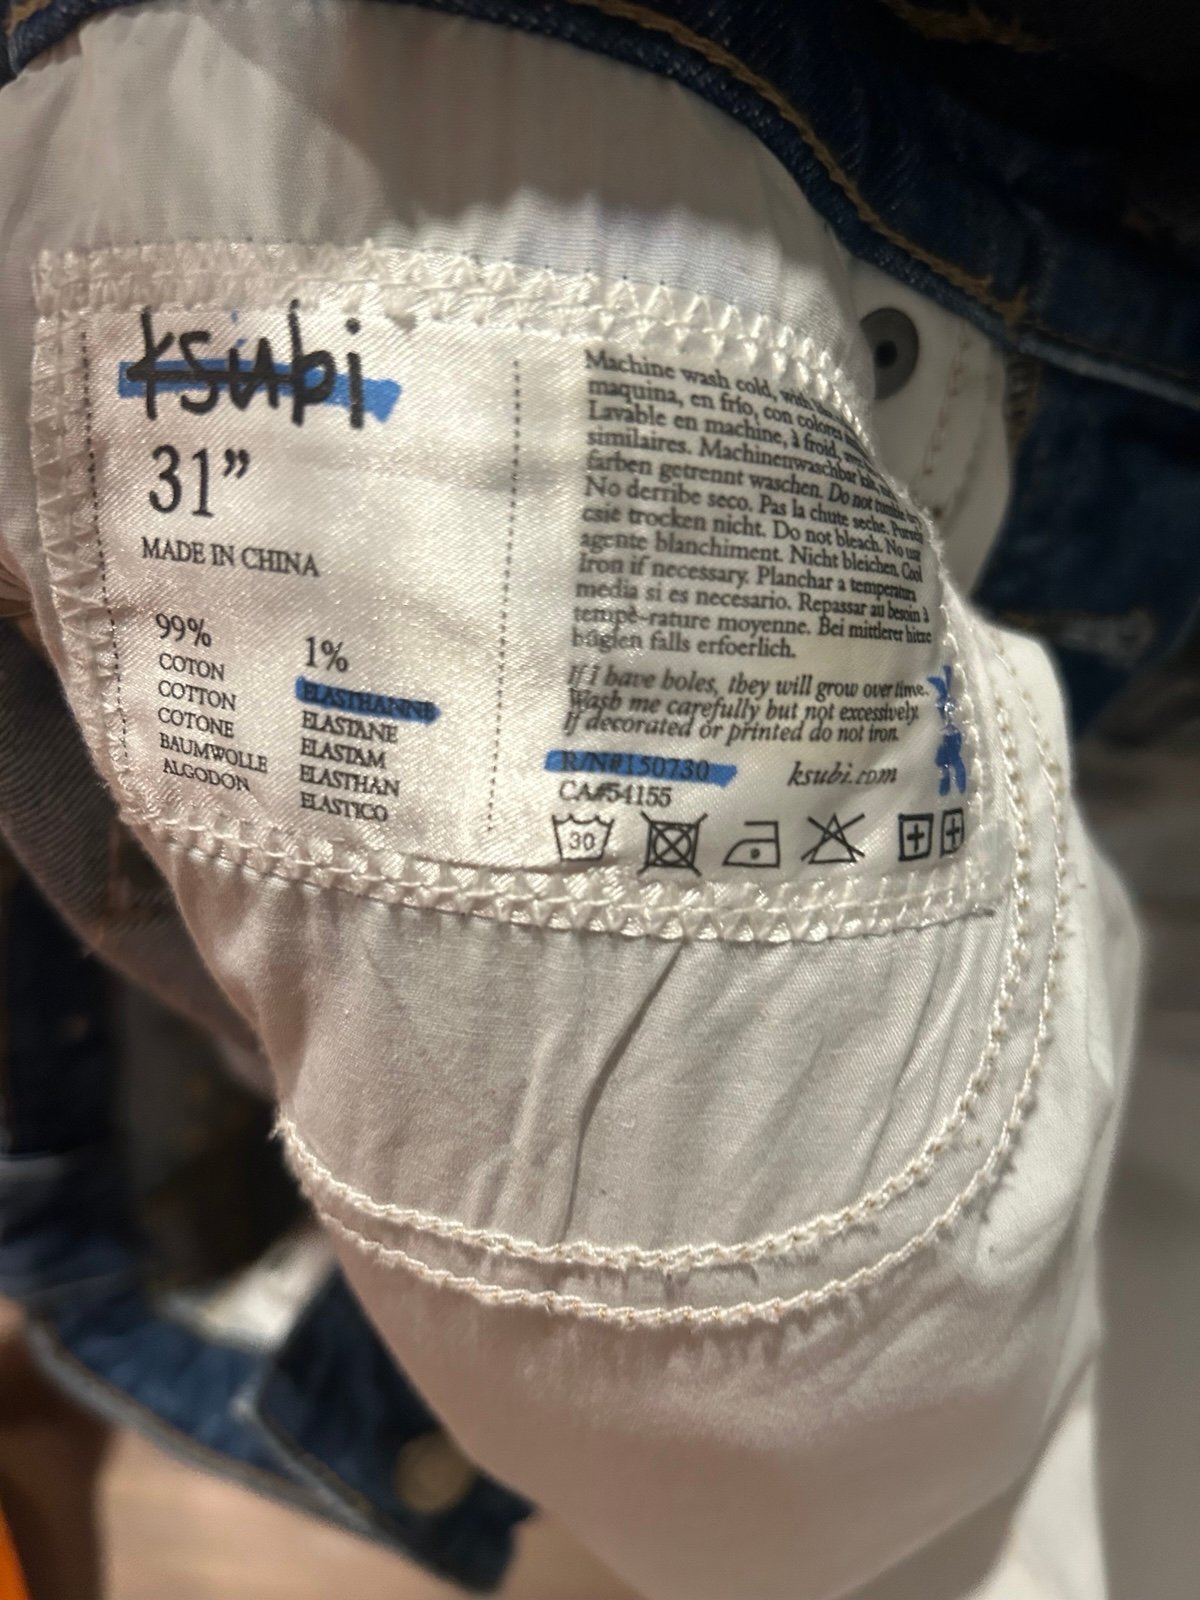 ksubi
31”
MADE IN CHINA
99%
COTON
COTTON
COTONE
BAUMWOLLE
ALGODON
1%
ELASTHANNE
ELASTANE
ELASTAM
ELASTHAN
ELASTICO
Machine wash cold, with
maquina, en frío, con colores
Lavable en machine, à froid,
similaires. Machinenwaschbar
farben getrennt waschen. Do not tumble dry
No derribe seco. Pas la chute seche.
csie trocken nicht. Do not bleach. No use
agente blanchiment. Nicht bleichen. Cool
Iron if necessary. Planchar a temperatura
media si es necesario. Repassar au besoin à
tempé-rature moyenne. Bei mittlerer hitze
büglen falls erfoerlich.
If I have holes, they will grow over time.
Wash me carefully but not excessively.
If decorated or printed do not iron.
R/N#150730
ksubi.com
CA#54155
30